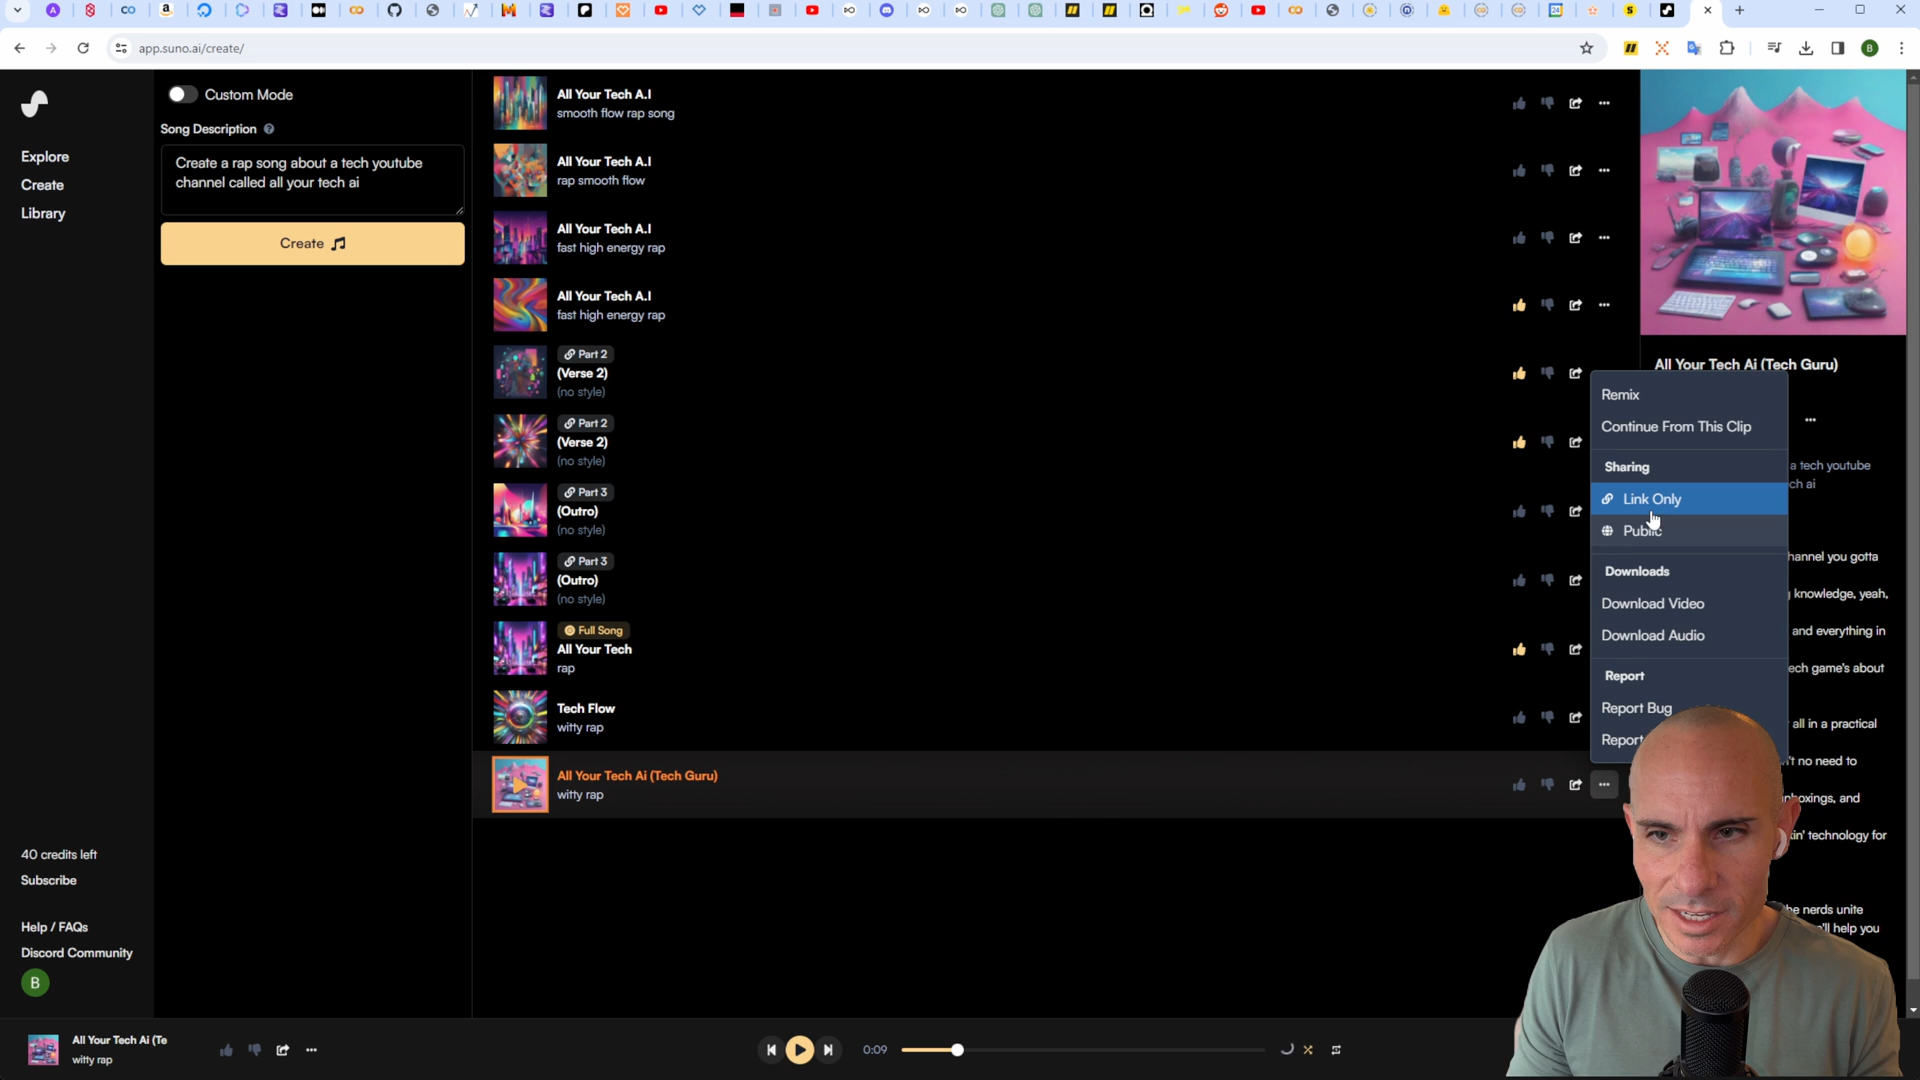 app.suno.ai/create/
B
Explore
Create
Library
Custom Mode
Song Description
Create a rap song about a tech youtube
channel called all your tech ai
Create
40 credits left
Subscribe
Help / FAQs
Discord Community
B
All Your Tech A.I
smooth flow rap song
All Your Tech A.I
rap smooth flow
All Your Tech A.I
fast high energy rap
All Your Tech A.I
fast high energy rap
Part 2
(Verse 2)
(no style)
Part 2
(Verse 2)
(no style)
Part 3
(Outro)
(no style)
Part 3
(Outro)
(no style)
Full Song
All Your Tech
rap
Tech Flow
witty rap
All Your Tech Ai (Tech Guru)
witty rap
All Your Tech Ai (Tech Guru)
Remix
Continue From This Clip
Sharing
Link Only
Public
Downloads
Download Video
Download Audio
Report
Report Bug
Report
a tech youtube
ch ai
hannel you gotta
knowledge, yeah,
and everything in
ech game's about
all in a practical
n't no need to
nboxings, and
kin' technology for
he nerds unite
e'll help you
All Your Tech Ai (Te
witty rap
0:09